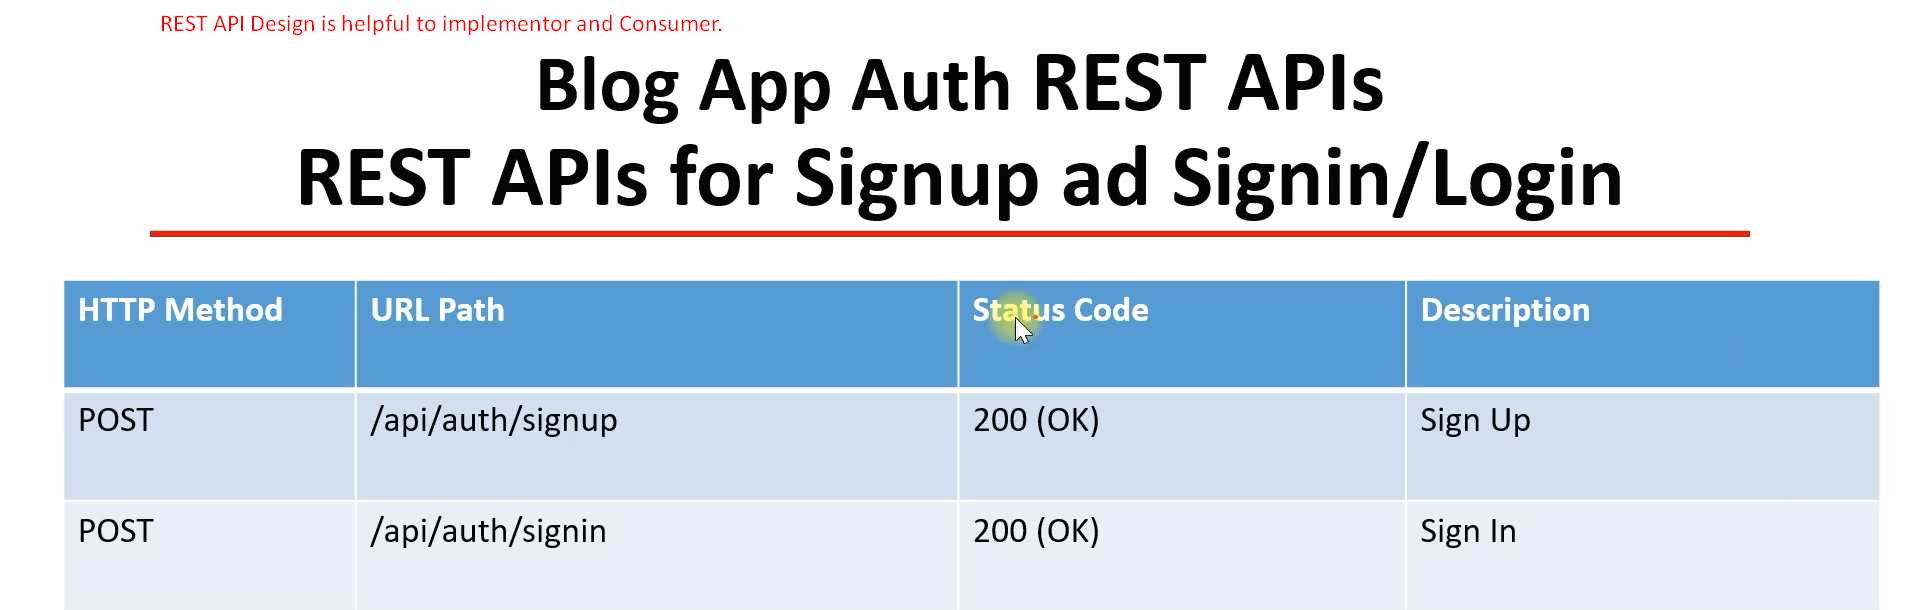 REST API Design is helpful to implementor and Consumer.
Blog App Auth REST APIs
REST APIs for Signup ad Signin/Login
HTTP Method URL Path Status Code Description
POST /api/auth/signup 200 (OK) Sign Up
POST /api/auth/signin 200 (OK) Sign In